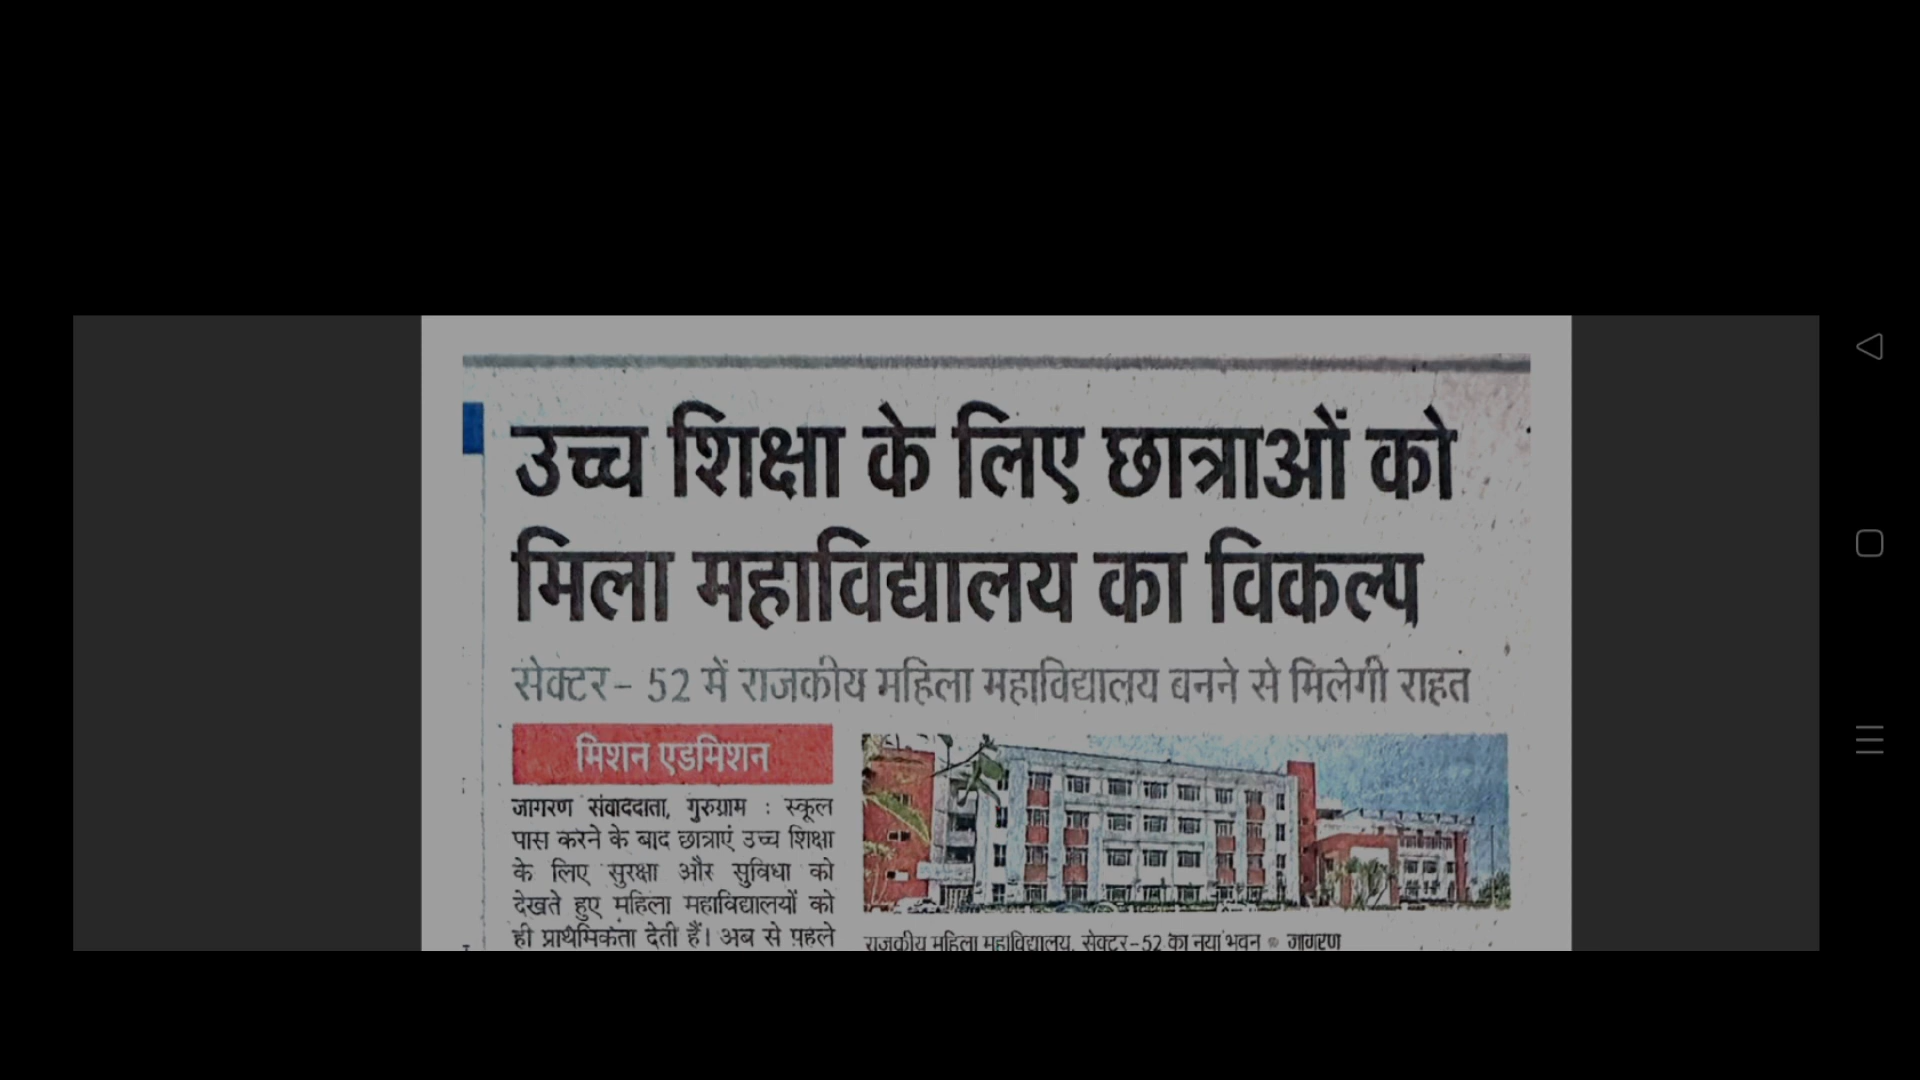 उच्च शिक्षा के लिए छात्राओं को
मिला महाविद्यालय का विकल्प
सेक्टर- 52 में राजकीय महिला महाविद्यालय बनने से मिलेगी राहत
मिशन एडमिशन
जागरण संवाददाता, गुरुग्राम : स्कूल
पास करने के बाद छात्राएं उच्च शिक्षा
के लिए सुरक्षा और सुविधा को
देखते हुए महिला महाविद्यालयों को
ही प्राथमिकता देती हैं। अब से पहले
राजकीय महिला महाविद्यालय, सेक्टर-52 का नया भवन ● जागरण